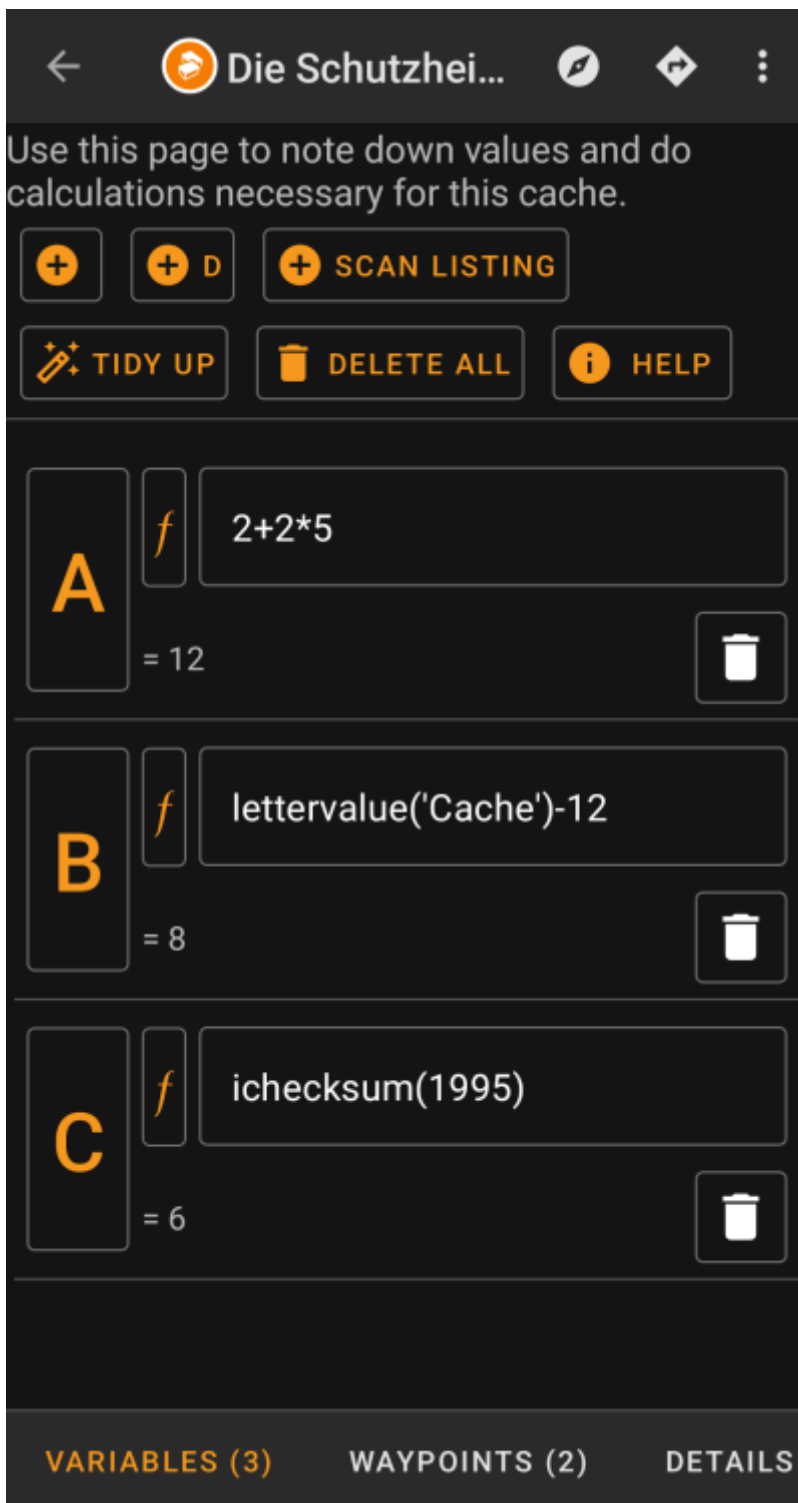 Die Schutzhei...
Use this page to note down values and do
calculations necessary for this cache.
D
SCAN LISTING
TIDY UP
DELETE ALL
HELP
A
f
2+2*5
= 12
B
f
lettervalue('Cache')-12
= 8
C
f
ichecksum(1995)
= 6
VARIABLES (3)
WAYPOINTS (2)
DETAILS